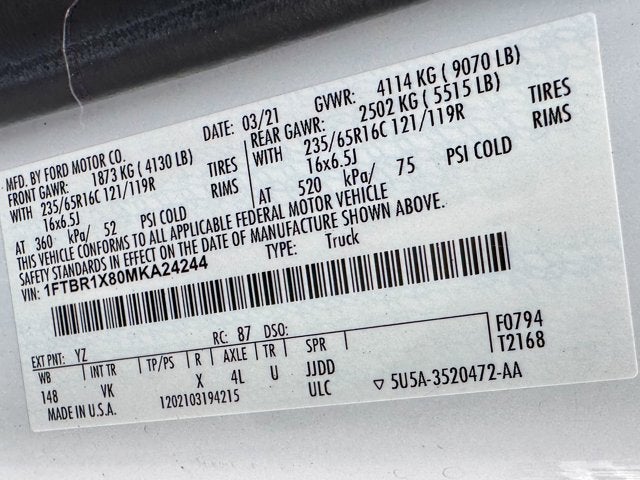 MFD. BY FORD MOTOR CO. DATE: 03/21 GVWR: 4114 KG ( 9070 LB)
FRONT GAWR: 1873 KG ( 4130 LB) REAR GAWR: 2502 KG ( 5515 LB)
WITH 235/65R16C 121/119R TIRES WITH 235/65R16C 121/119R TIRES
16x6.5J RIMS 16x6.5J RIMS
AT 360 kPa/ 52 PSI COLD AT 520 kPa/ 75 PSI COLD
THIS VEHICLE CONFORMS TO ALL APPLICABLE FEDERAL MOTOR VEHICLE
SAFETY STANDARDS IN EFFECT ON THE DATE OF MANUFACTURE SHOWN ABOVE.
VIN: 1FTBR1X80MKA24244 TYPE: Truck
EXT PNT: YZ RC: 87 DSO: F0794
WB INT TR TP/PS R AXLE TR SPR T2168
148 VK X 4L U JJDD
MADE IN U.S.A. 1202103194215 ULC ▽ 5U5A-3520472-AA